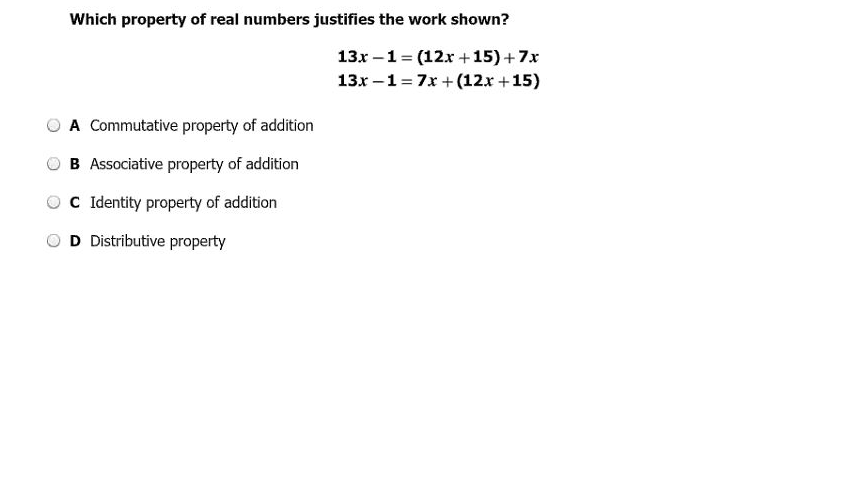 Which property of real numbers justifies the work shown?
13x − 1 = (12x + 15) + 7x
13x − 1 = 7x + (12x + 15)
A Commutative property of addition
B Associative property of addition
C Identity property of addition
D Distributive property